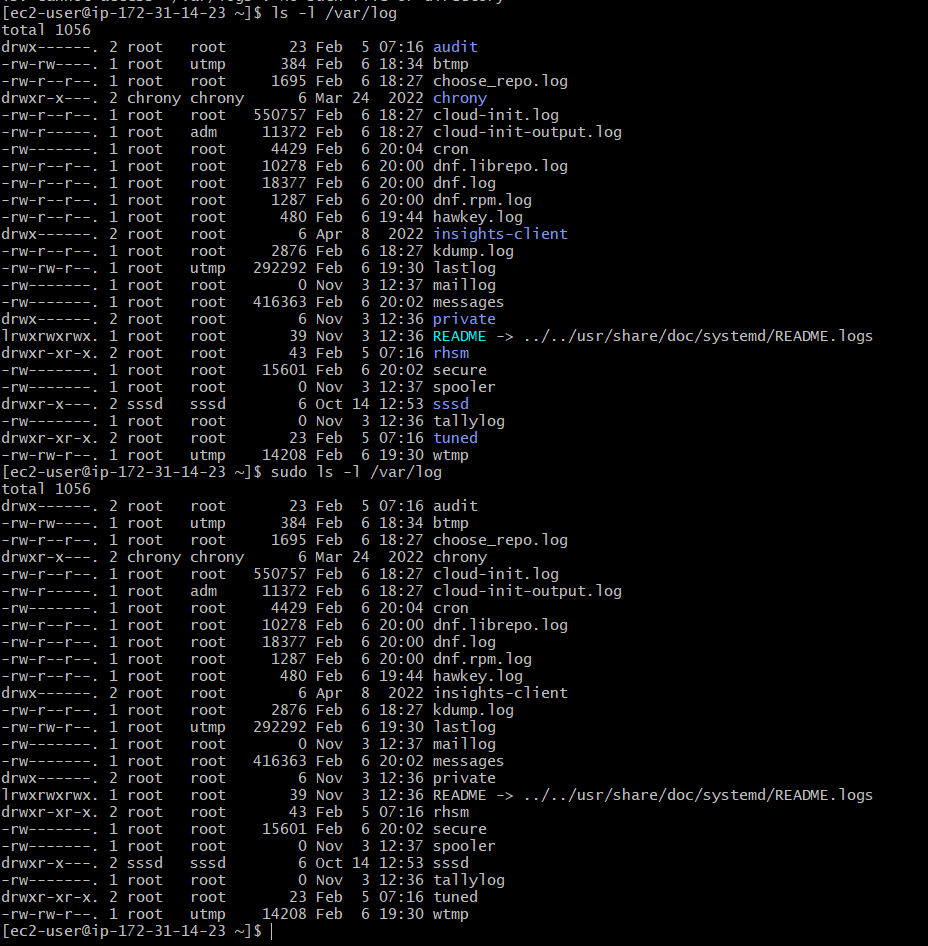 [ec2-user@ip-172-31-14-23 ~]$ ls -l /var/log
total 1056
drwx------. 2 root   root       23 Feb  5 07:16 audit
-rw-rw----. 1 root   utmp      384 Feb  6 18:34 btmp
-rw-r--r--. 1 root   root     1695 Feb  6 18:27 choose_repo.log
drwxr-x---. 2 chrony chrony      6 Mar 24  2022 chrony
-rw-r--r--. 1 root   root   550757 Feb  6 18:27 cloud-init.log
-rw-r--r--. 1 root   adm     11372 Feb  6 18:27 cloud-init-output.log
-rw-------. 1 root   root     4429 Feb  6 20:04 cron
-rw-r--r--. 1 root   root    10278 Feb  6 20:00 dnf.librepo.log
-rw-r--r--. 1 root   root    18377 Feb  6 20:00 dnf.log
-rw-r--r--. 1 root   root     1287 Feb  6 20:00 dnf.rpm.log
-rw-r--r--. 1 root   root      480 Feb  6 19:44 hawkey.log
drwx------. 2 root   root        6 Apr  8  2022 insights-client
-rw-r--r--. 1 root   root     2876 Feb  6 18:27 kdump.log
-rw-rw-r--. 1 root   utmp   292292 Feb  6 19:30 lastlog
-rw-------. 1 root   root        0 Nov  3 12:37 maillog
-rw-------. 1 root   root   416363 Feb  6 20:02 messages
drwx------. 2 root   root        6 Nov  3 12:36 private
lrwxrwxrwx. 1 root   root       39 Nov  3 12:36 README -> ../../usr/share/doc/systemd/README.logs
drwxr-xr-x. 2 root   root       43 Feb  5 07:16 rhsm
-rw-------. 1 root   root    15601 Feb  6 20:02 secure
-rw-------. 1 root   root        0 Nov  3 12:37 spooler
drwxr-x---. 2 sssd   sssd        6 Oct 14 12:53 sssd
-rw-------. 1 root   root        0 Nov  3 12:36 tallylog
drwxr-xr-x. 2 root   root       23 Feb  5 07:16 tuned
-rw-rw-r--. 1 root   utmp    14208 Feb  6 19:30 wtmp
[ec2-user@ip-172-31-14-23 ~]$ sudo ls -l /var/log
total 1056
drwx------. 2 root   root       23 Feb  5 07:16 audit
-rw-rw----. 1 root   utmp      384 Feb  6 18:34 btmp
-rw-r--r--. 1 root   root     1695 Feb  6 18:27 choose_repo.log
drwxr-x---. 2 chrony chrony      6 Mar 24  2022 chrony
-rw-r--r--. 1 root   root   550757 Feb  6 18:27 cloud-init.log
-rw-r--r--. 1 root   adm     11372 Feb  6 18:27 cloud-init-output.log
-rw-------. 1 root   root     4429 Feb  6 20:04 cron
-rw-r--r--. 1 root   root    10278 Feb  6 20:00 dnf.librepo.log
-rw-r--r--. 1 root   root    18377 Feb  6 20:00 dnf.log
-rw-r--r--. 1 root   root     1287 Feb  6 20:00 dnf.rpm.log
-rw-r--r--. 1 root   root      480 Feb  6 19:44 hawkey.log
drwx------. 2 root   root        6 Apr  8  2022 insights-client
-rw-r--r--. 1 root   root     2876 Feb  6 18:27 kdump.log
-rw-rw-r--. 1 root   utmp   292292 Feb  6 19:30 lastlog
-rw-------. 1 root   root        0 Nov  3 12:37 maillog
-rw-------. 1 root   root   416363 Feb  6 20:02 messages
drwx------. 2 root   root        6 Nov  3 12:36 private
lrwxrwxrwx. 1 root   root       39 Nov  3 12:36 README -> ../../usr/share/doc/systemd/README.logs
drwxr-xr-x. 2 root   root       43 Feb  5 07:16 rhsm
-rw-------. 1 root   root    15601 Feb  6 20:02 secure
-rw-------. 1 root   root        0 Nov  3 12:37 spooler
drwxr-x---. 2 sssd   sssd        6 Oct 14 12:53 sssd
-rw-------. 1 root   root        0 Nov  3 12:36 tallylog
drwxr-xr-x. 2 root   root       23 Feb  5 07:16 tuned
-rw-rw-r--. 1 root   utmp    14208 Feb  6 19:30 wtmp
[ec2-user@ip-172-31-14-23 ~]$